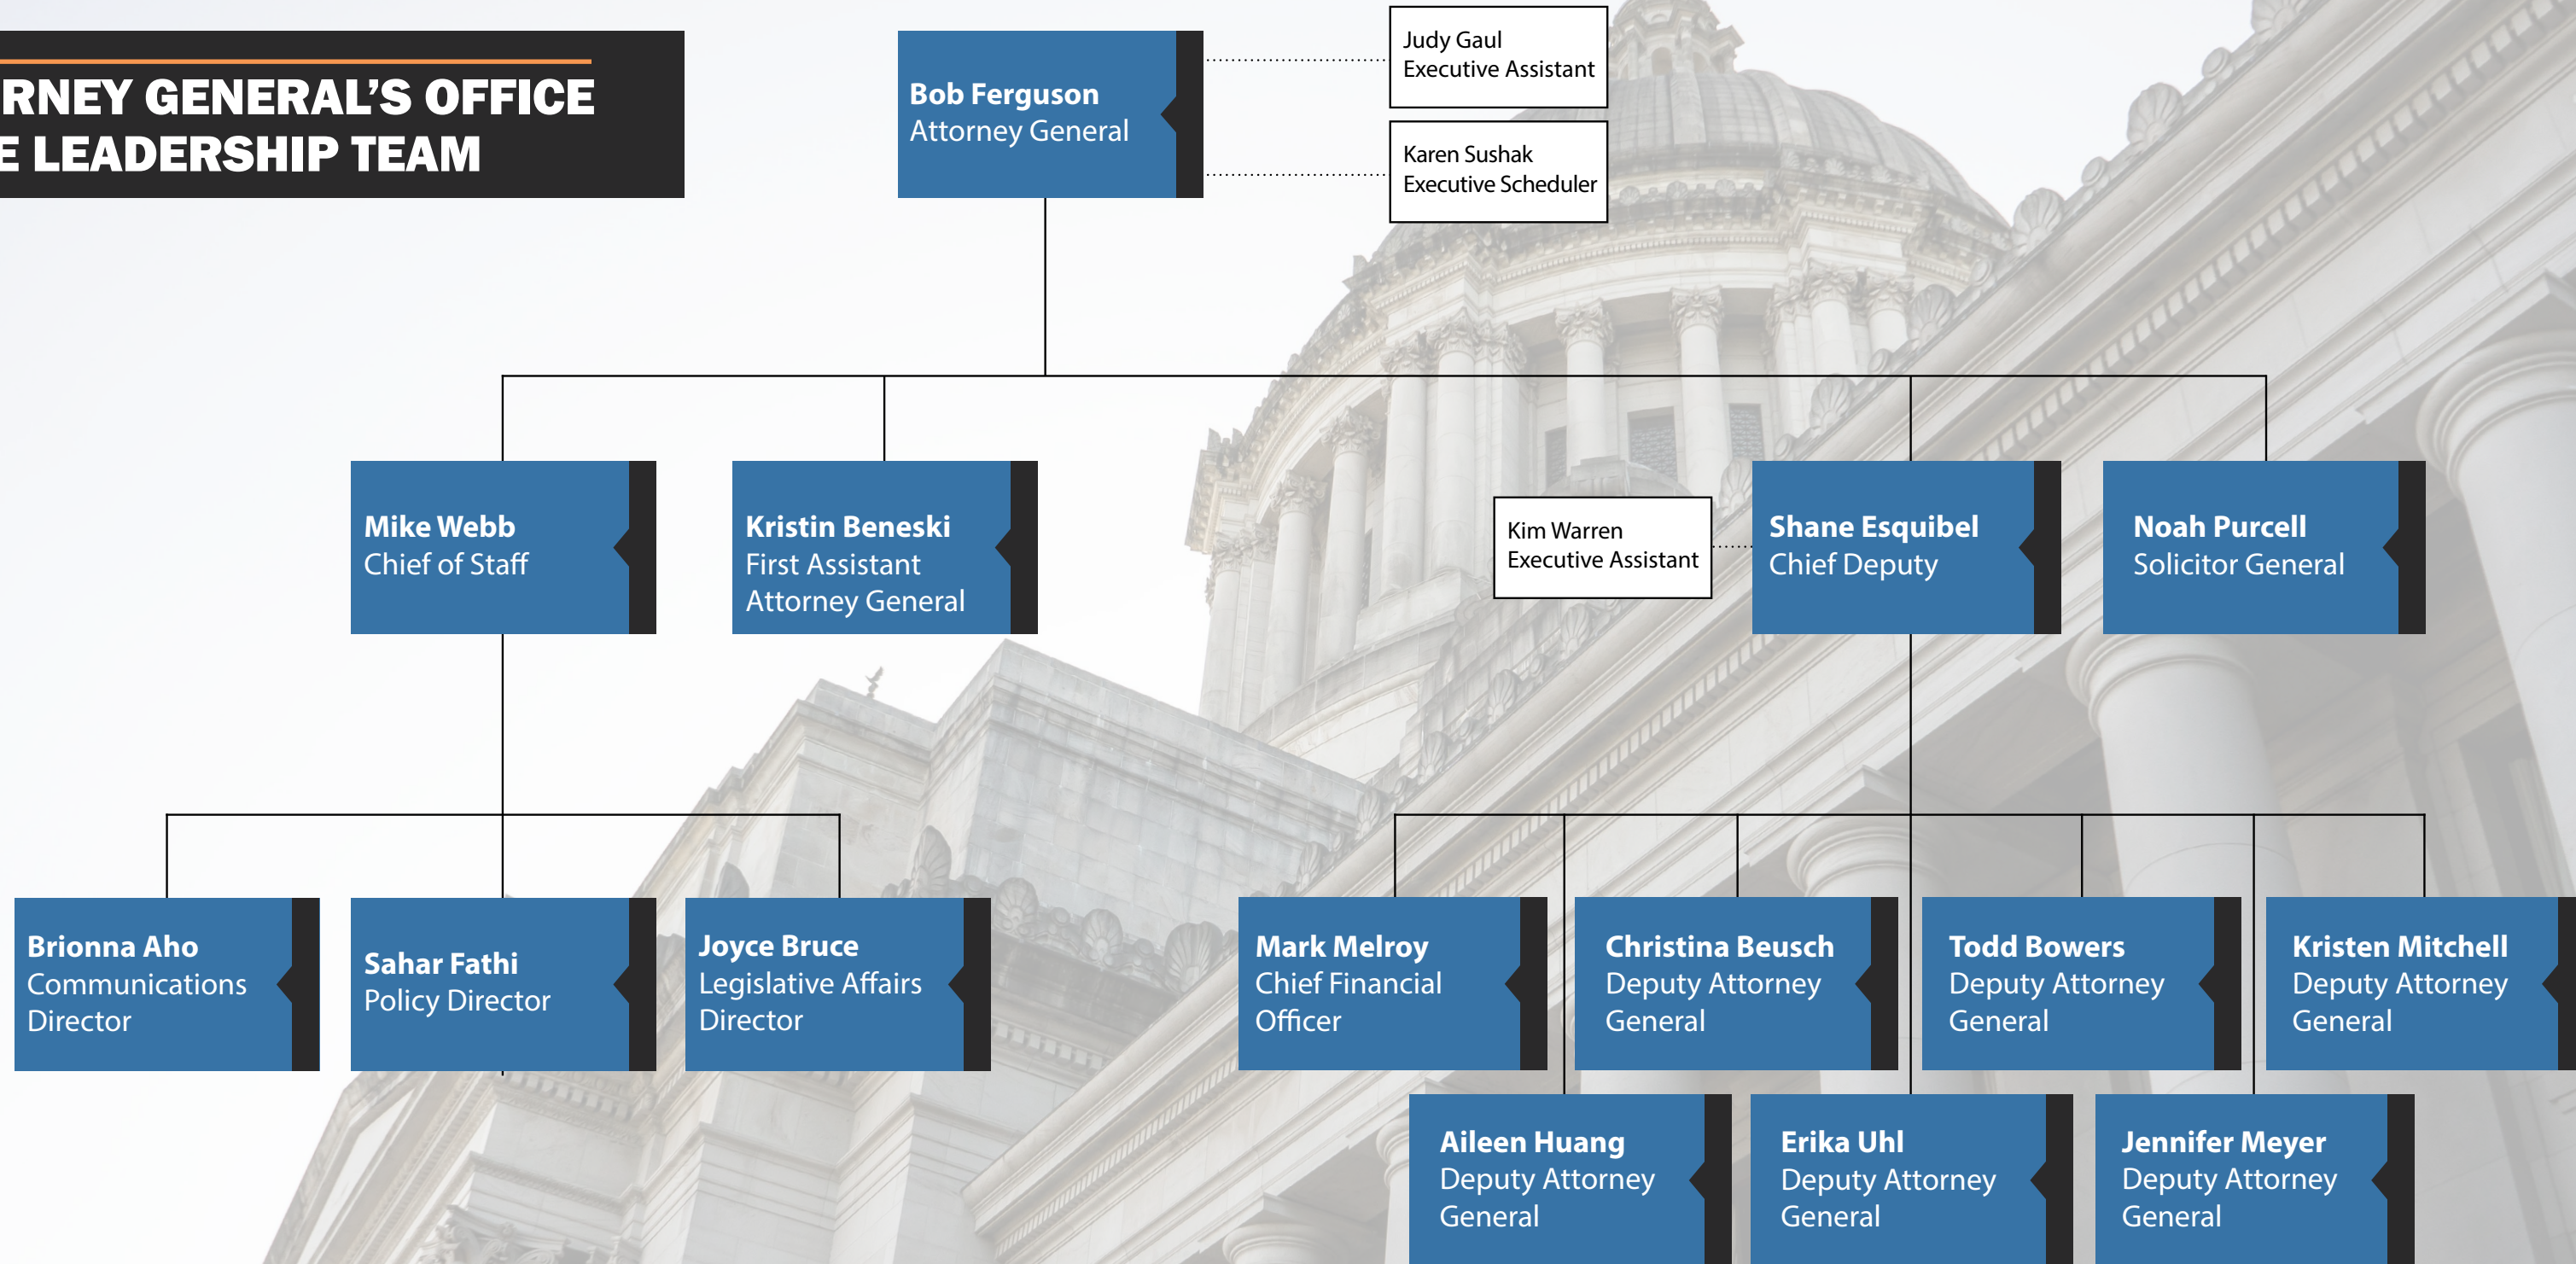 RNEY GENERAL'S OFFICE
E LEADERSHIP TEAM
Bob Ferguson
Attorney General
Judy Gaul
Executive Assistant
Karen Sushak
Executive Scheduler
Mike Webb
Chief of Staff
Kristin Beneski
First Assistant
Attorney General
Kim Warren
Executive Assistant
Shane Esquibel
Chief Deputy
Noah Purcell
Solicitor General
Brionna Aho
Communications
Director
Sahar Fathi
Policy Director
Joyce Bruce
Legislative Affairs
Director
Mark Melroy
Chief Financial
Officer
Christina Beusch
Deputy Attorney
General
Todd Bowers
Deputy Attorney
General
Kristen Mitchell
Deputy Attorney
General
Aileen Huang
Deputy Attorney
General
Erika Uhl
Deputy Attorney
General
Jennifer Meyer
Deputy Attorney
General